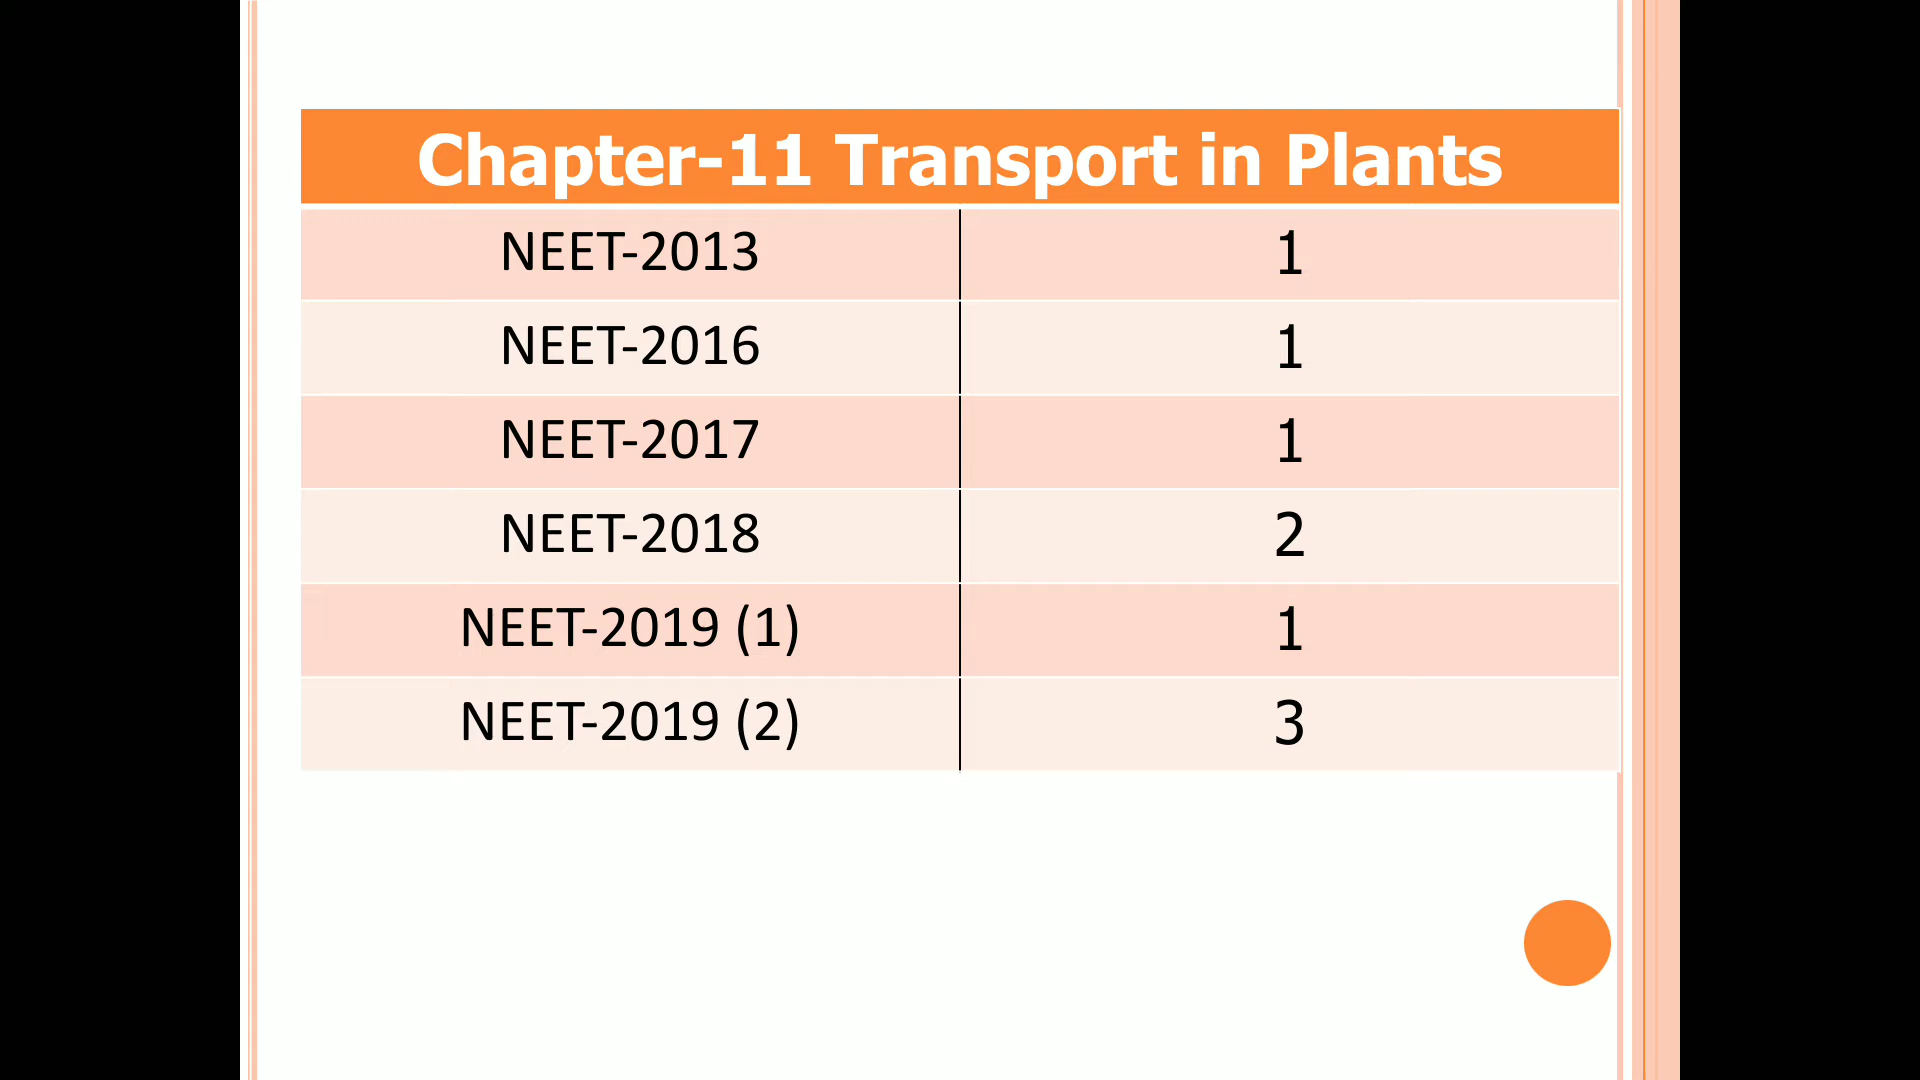 Chapter-11 Transport in Plants
NEET-2013 1
NEET-2016 1
NEET-2017 1
NEET-2018 2
NEET-2019 (1) 1
NEET-2019 (2) 3